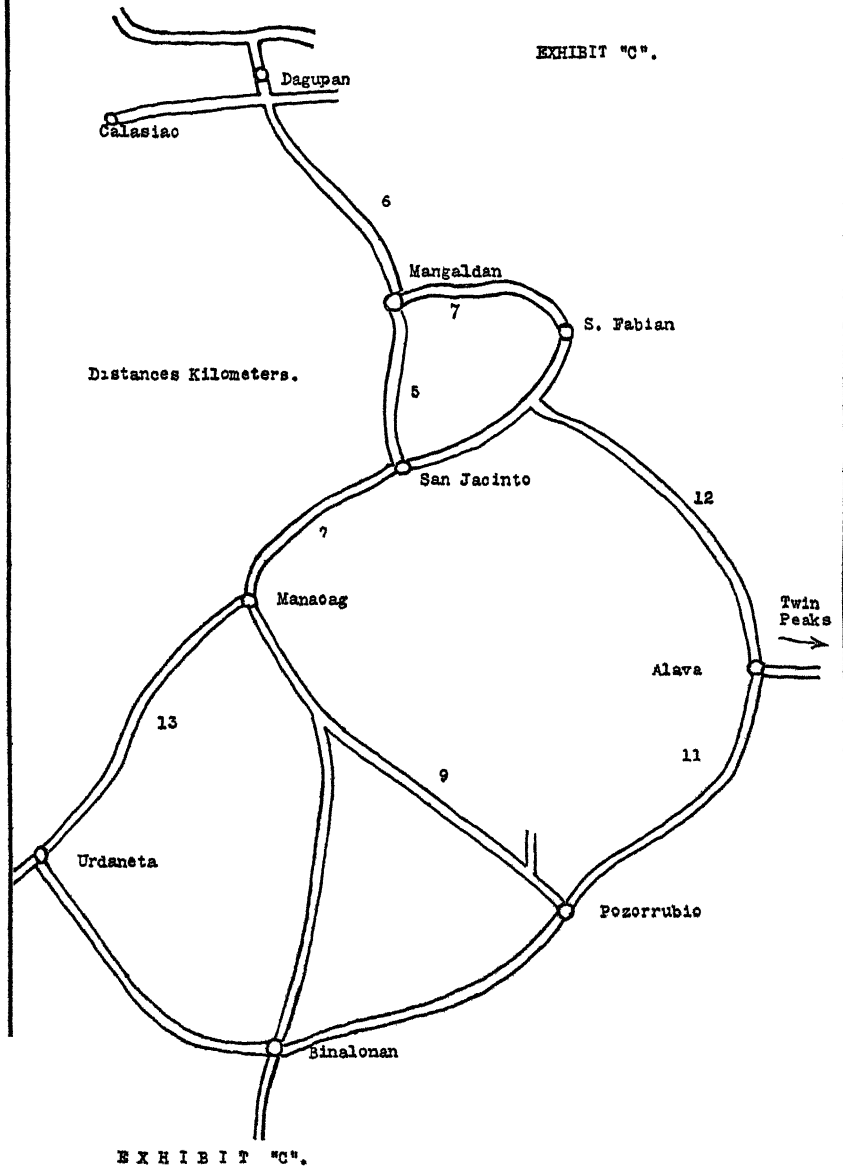 EXHIBIT "C".
Dagupan
Calasiao
6
Mangaldan
7
S. Fabian
Distances Kilometers.
5
San Jacinto
12
7
Manaoag
Twin
Peaks
Alava
13
11
9
Urdaneta
Pozorrubio
Binalonan
EXHIBIT "C".